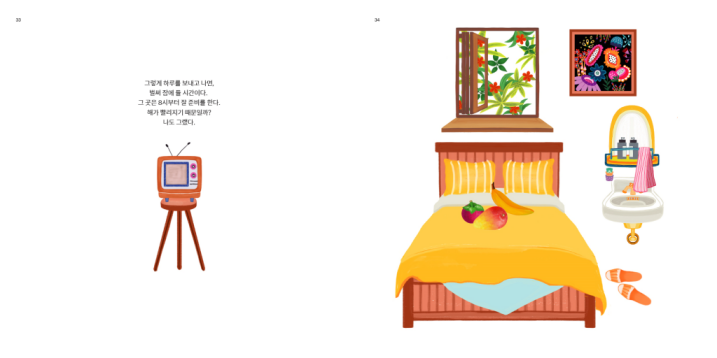 33
34
그렇게 하루를 보내고 나면,
벌써 잠에 들 시간이다.
그 곳은 8시부터 잘 준비를 한다.
해가 빨리지기 때문일까?
나도 그랬다.